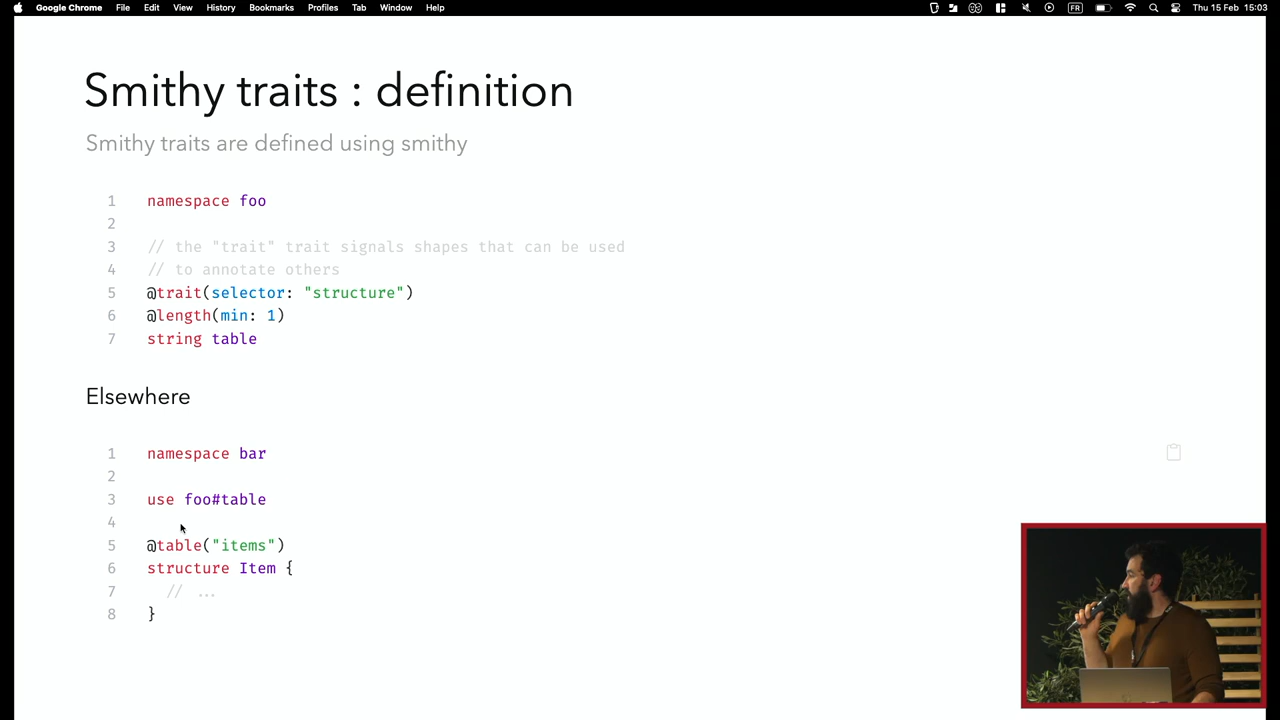 Google Chrome File Edit View History Bookmarks Profiles Tab Window Help FR Thu 15 Feb 15:03
Smithy traits : definition
Smithy traits are defined using smithy
1 namespace foo
2
3 // the "trait" trait signals shapes that can be used
4 // to annotate others
5 @trait(selector: "structure")
6 @length(min: 1)
7 string table
Elsewhere
1 namespace bar
2
3 use foo#table
4
5 @table("items")
6 structure Item {
7 // ...
8 }